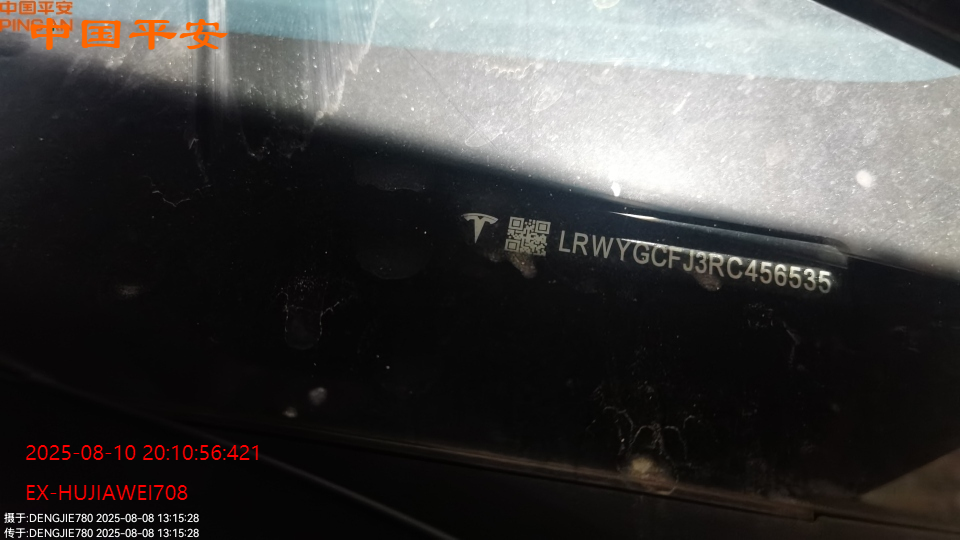 中国平安
PINGAN
中国平安
LRWYGCFJ3RC456535
2025-08-10 20:10:56:421
EX-HUJIAWEI708
摄于:DENGJIE780 2025-08-08 13:15:28
传于:DENGJIE780 2025-08-08 13:15:28